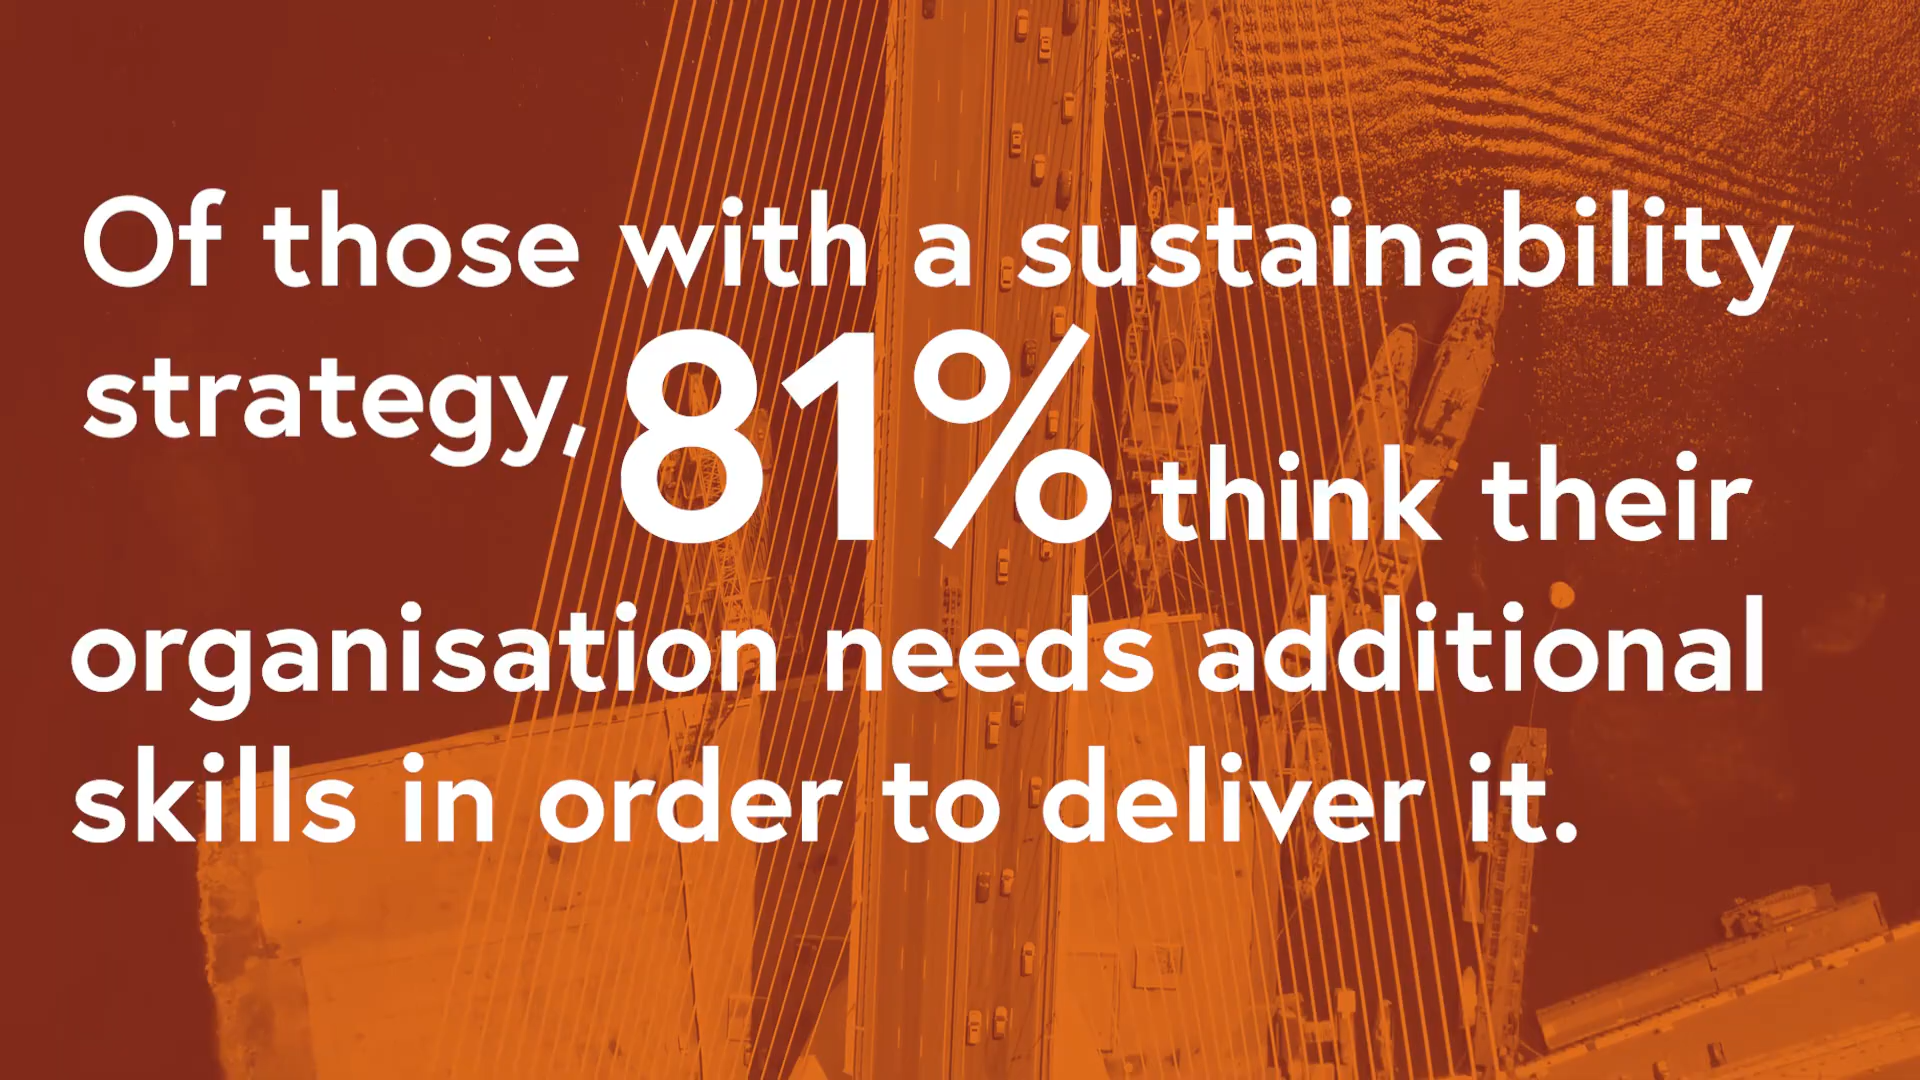 Of those with a sustainability
strategy, 81% think their
organisation needs additional
skills in order to deliver it.